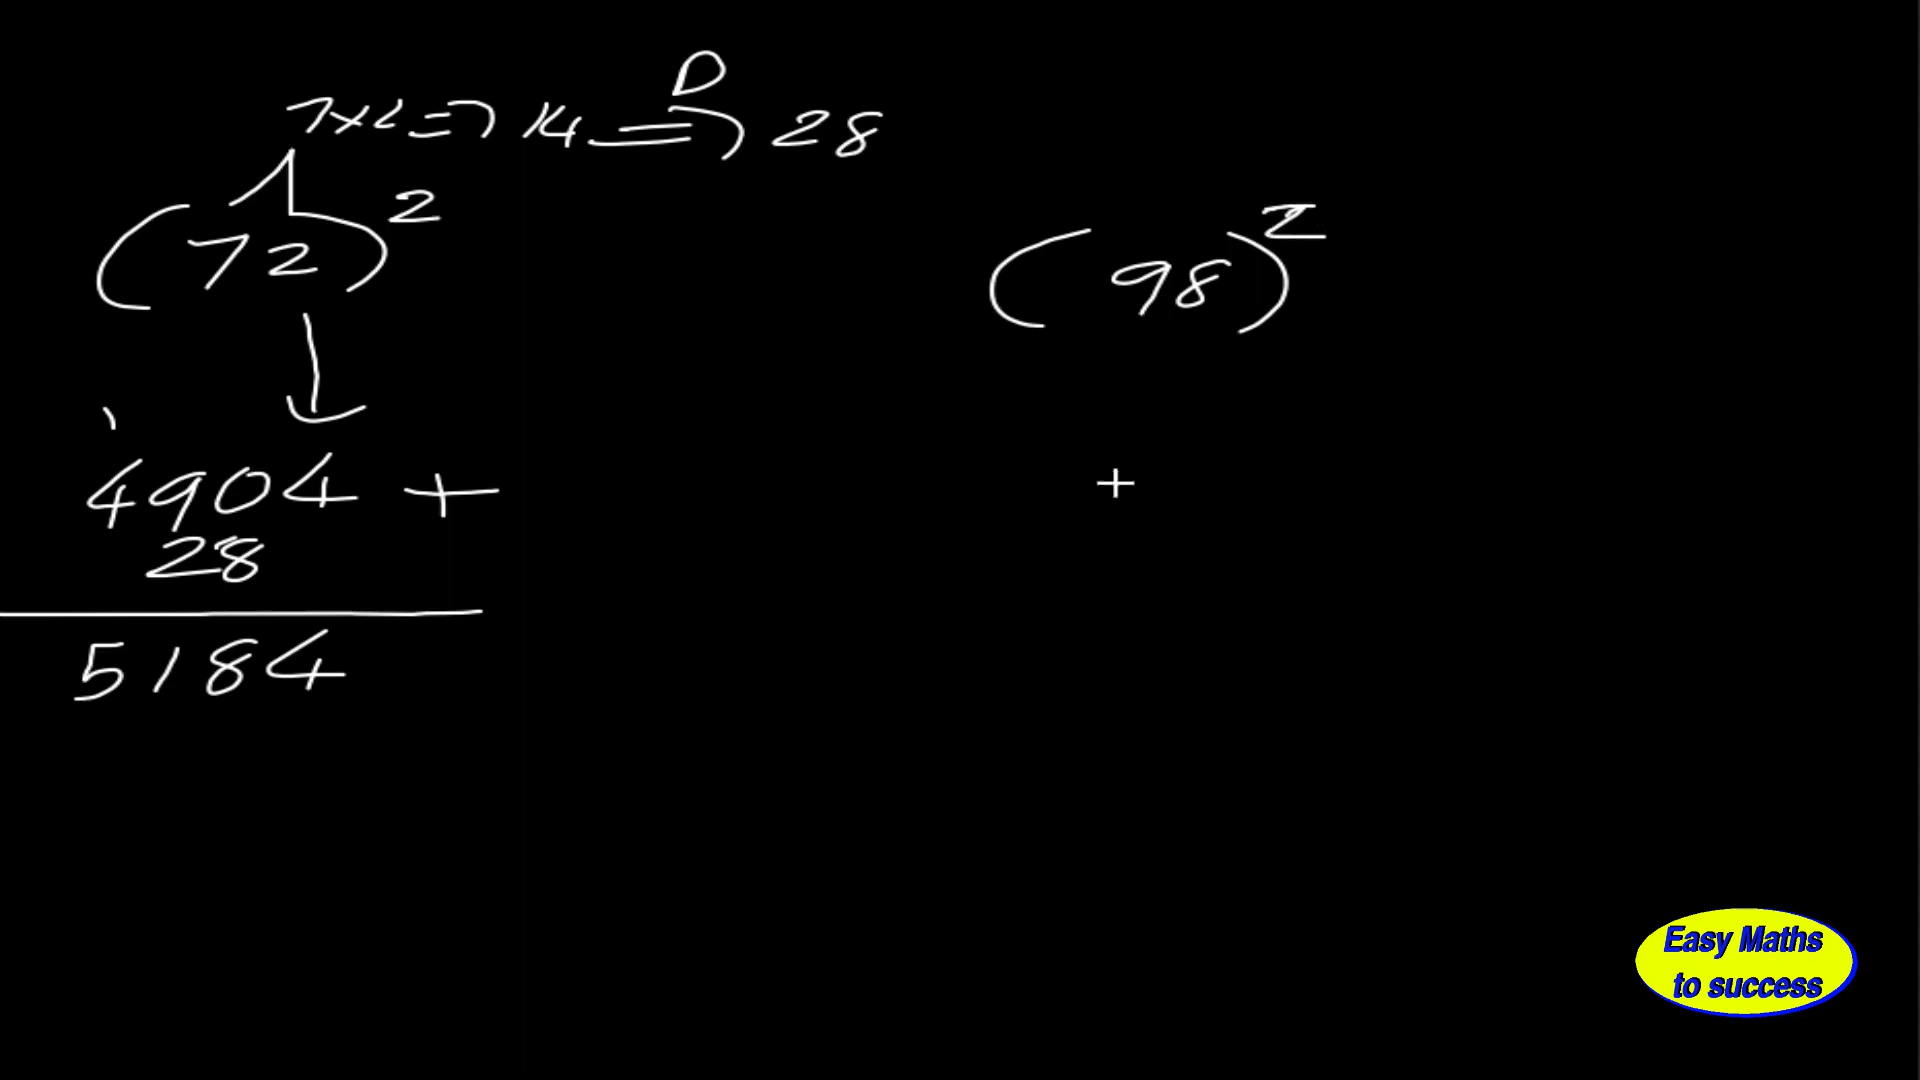 D
7×2 => 14 => 28
(72)²
(98)²
4904 +
28
5184
Easy Maths
to success